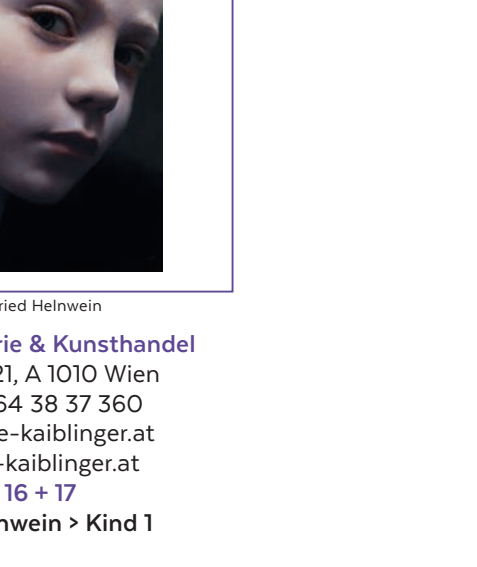 ried Helnwein
rie & Kunsthandel
21, A 1010 Wien
64 38 37 360
e-kaiblinger.at
-kaiblinger.at
16 + 17
nwein > Kind 1